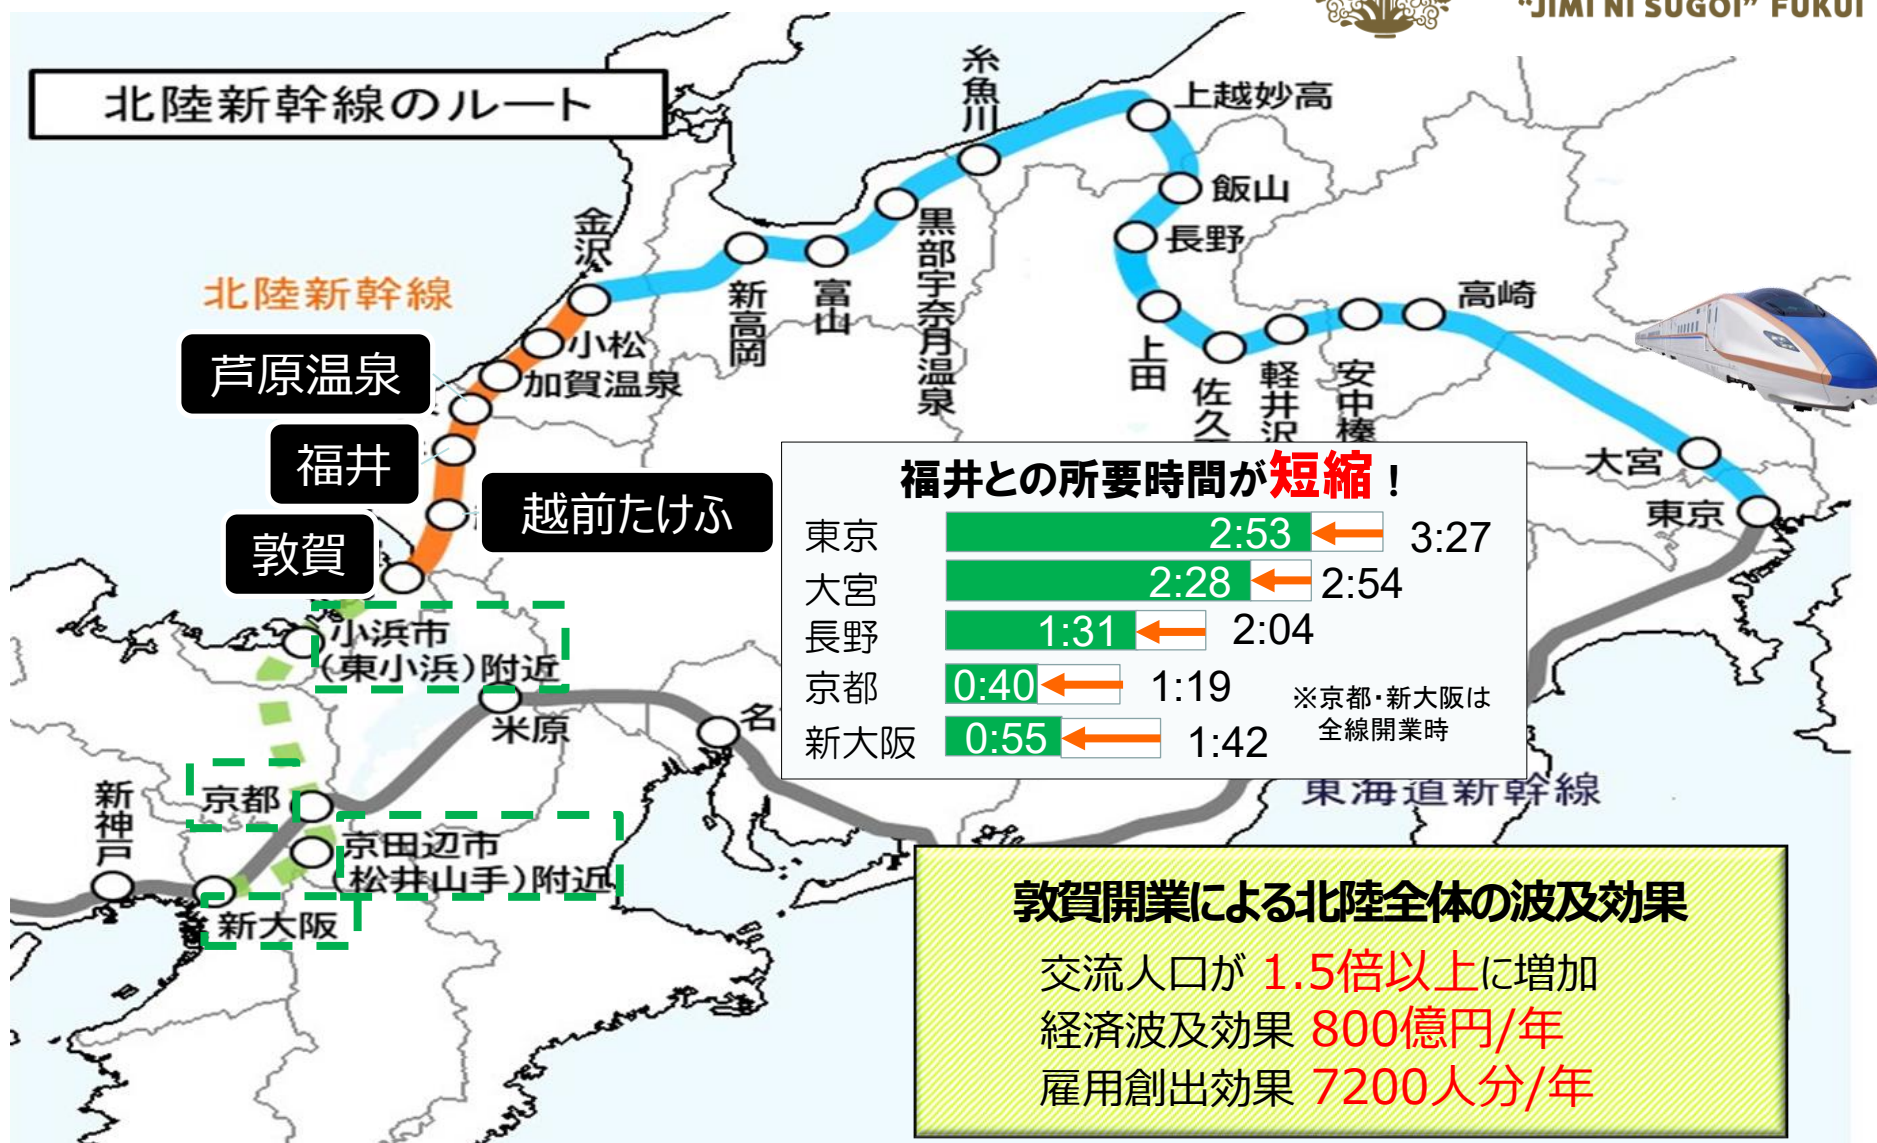 "JIMI NI SUGOI" FUKUI
北陸新幹線のルート
糸魚川
上越妙高
飯山
長野
金沢
黒部宇奈月温泉
富山
新高岡
北陸新幹線
高崎
小松
加賀温泉
上田
軽井沢
芦原温泉
福井
越前たけふ
敦賀
大宮
東京
福井との所要時間が短縮！
東京 2:53 3:27
大宮 2:28 2:54
長野 1:31 2:04
京都 0:40 1:19
新大阪 0:55 1:42
※京都・新大阪は
全線開業時
小浜市
(東小浜)附近
米原
京都
新神戸
京田辺市
(松井山手)附近
新大阪
東海道新幹線
敦賀開業による北陸全体の波及効果
交流人口が 1.5倍以上に増加
経済波及効果 800億円/年
雇用創出効果 7200人分/年